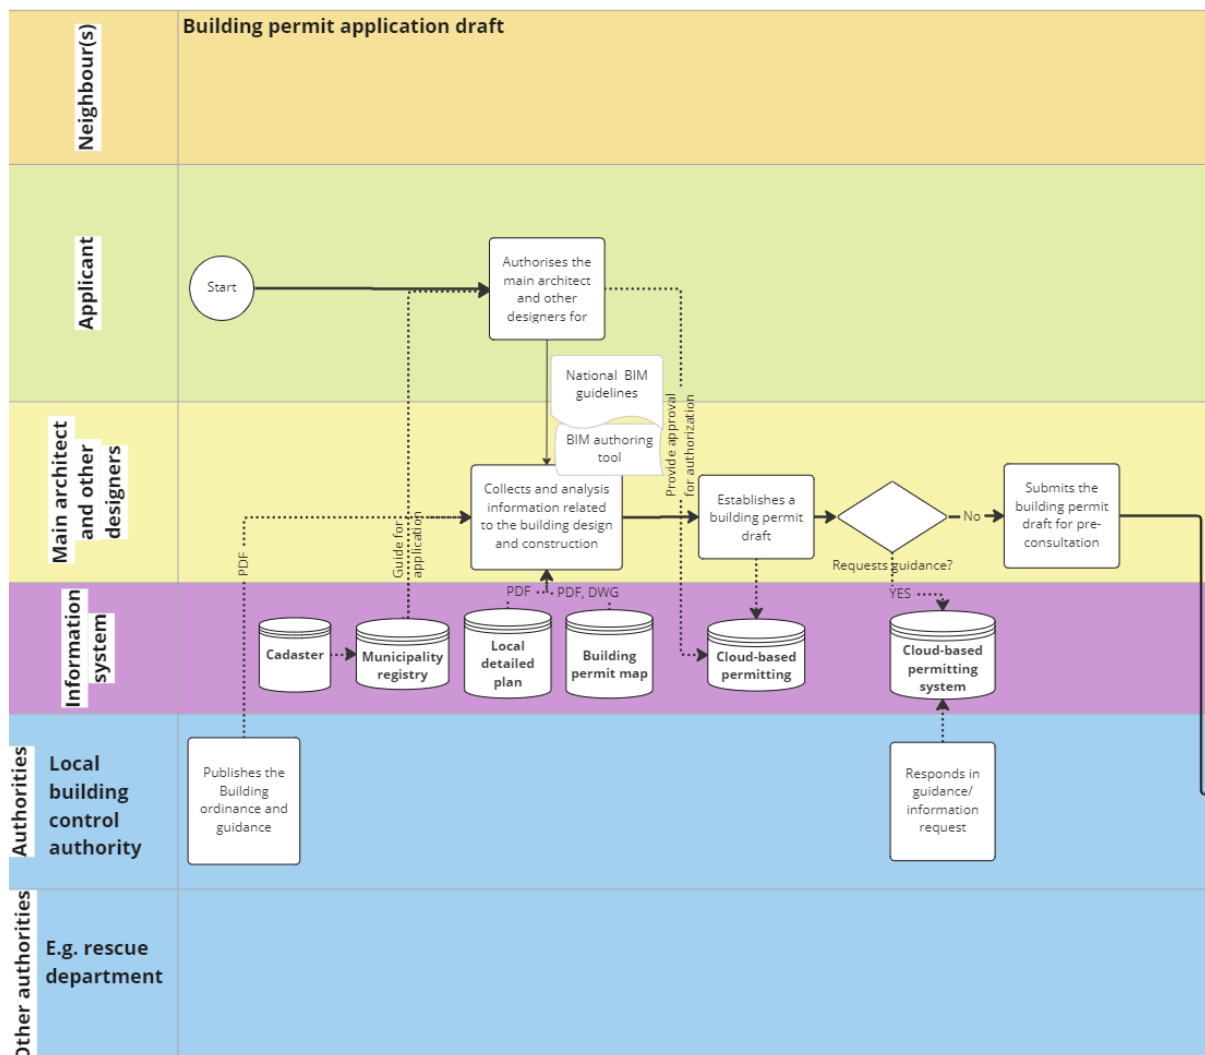 Building permit application draft
Neighbour(s)
Applicant
Start
Authorises the
main architect
and other
designers for
National BIM
guidelines
BIM authoring
tool
Provide approval
for authorization
Main architect
and other
designers
Collects and analysis
information related
to the building design
and construction
Establishes a
building permit
draft
Requests guidance?
No
Submits the
building permit
draft for pre-
consultation
PDF
Guide for
application
PDF
PDF, DWG
YES
Information
system
Cadaster
Municipality
registry
Local
detailed
plan
Building
permit map
Cloud-based
permitting
Cloud-based
permitting
system
Authorities
Local
building
control
authority
Publishes the
Building
ordinance and
guidance
Responds in
guidance/
information
request
Other authorities
E.g. rescue
department